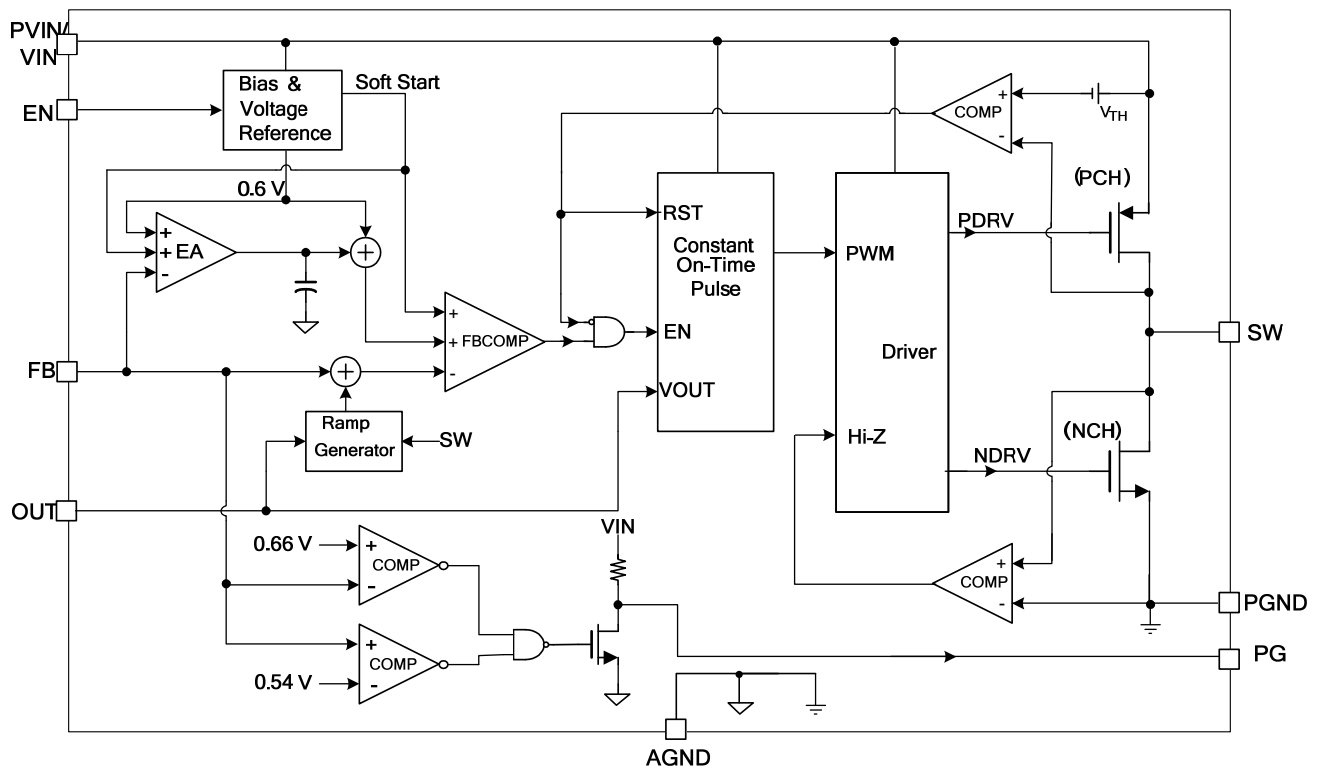 PVIN/
VIN
EN
Bias &
Voltage
Reference
Soft Start
0.6 V
+
+
-
EA
+
FB
+
Ramp
Generator
SW
OUT
+
+
-
FBCOMP
RST
Constant
On-Time
Pulse
EN
VOUT
PWM
Driver
Hi-Z
+
-
COMP
VTH
(PCH)
PDRV
SW
(NCH)
NDRV
+
-
COMP
PGND
VIN
0.66 V
+
-
COMP
+
-
COMP
0.54 V
PG
AGND